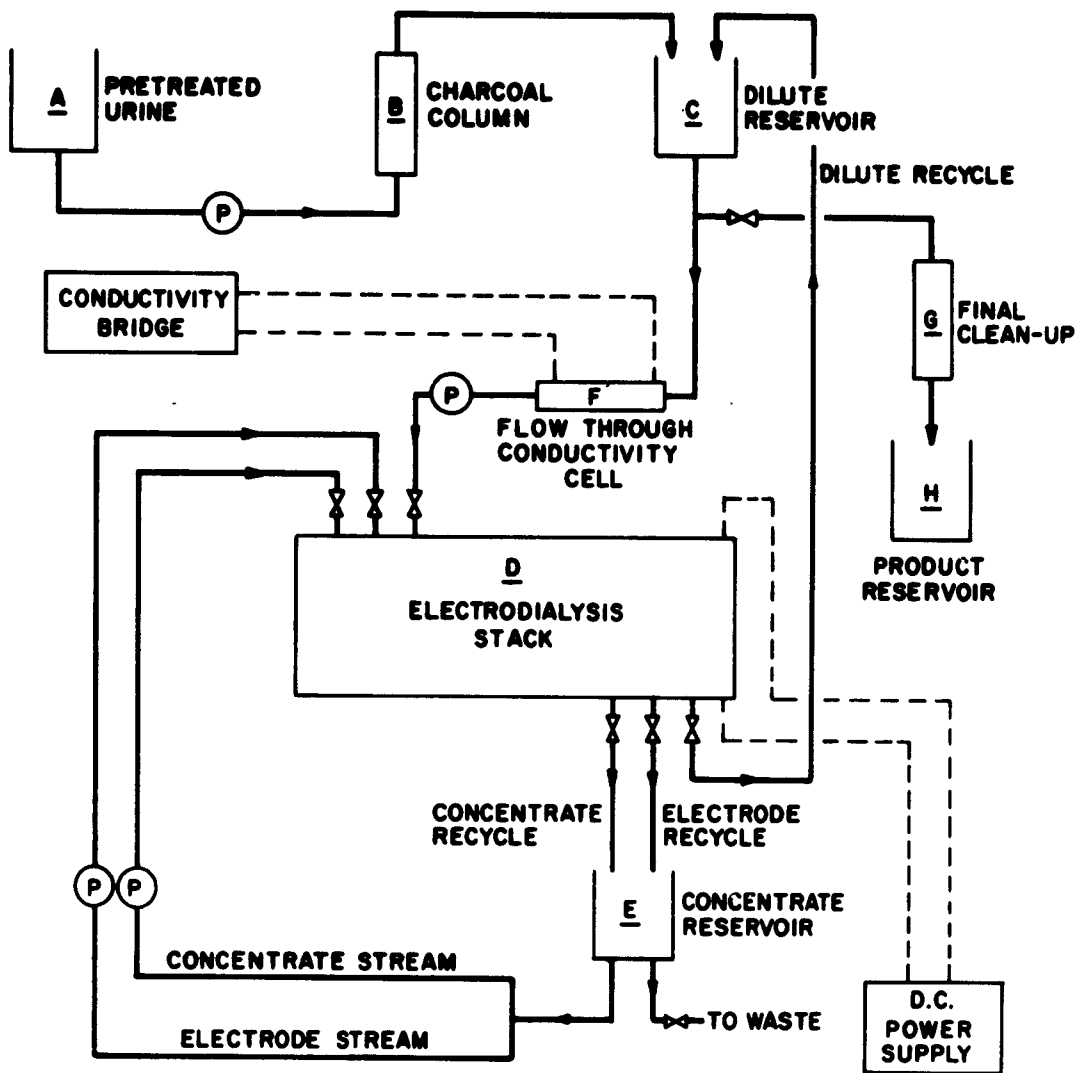 A
PRETREATED
URINE
B
CHARCOAL
COLUMN
C
DILUTE
RESERVOIR
DILUTE RECYCLE
P
CONDUCTIVITY
BRIDGE
G
FINAL
CLEAN-UP
P
F
FLOW THROUGH
CONDUCTIVITY
CELL
H
PRODUCT
RESERVOIR
D
ELECTRODIALYSIS
STACK
CONCENTRATE
RECYCLE
ELECTRODE
RECYCLE
P
P
E
CONCENTRATE
RESERVOIR
CONCENTRATE STREAM
ELECTRODE STREAM
TO WASTE
D.C.
POWER
SUPPLY